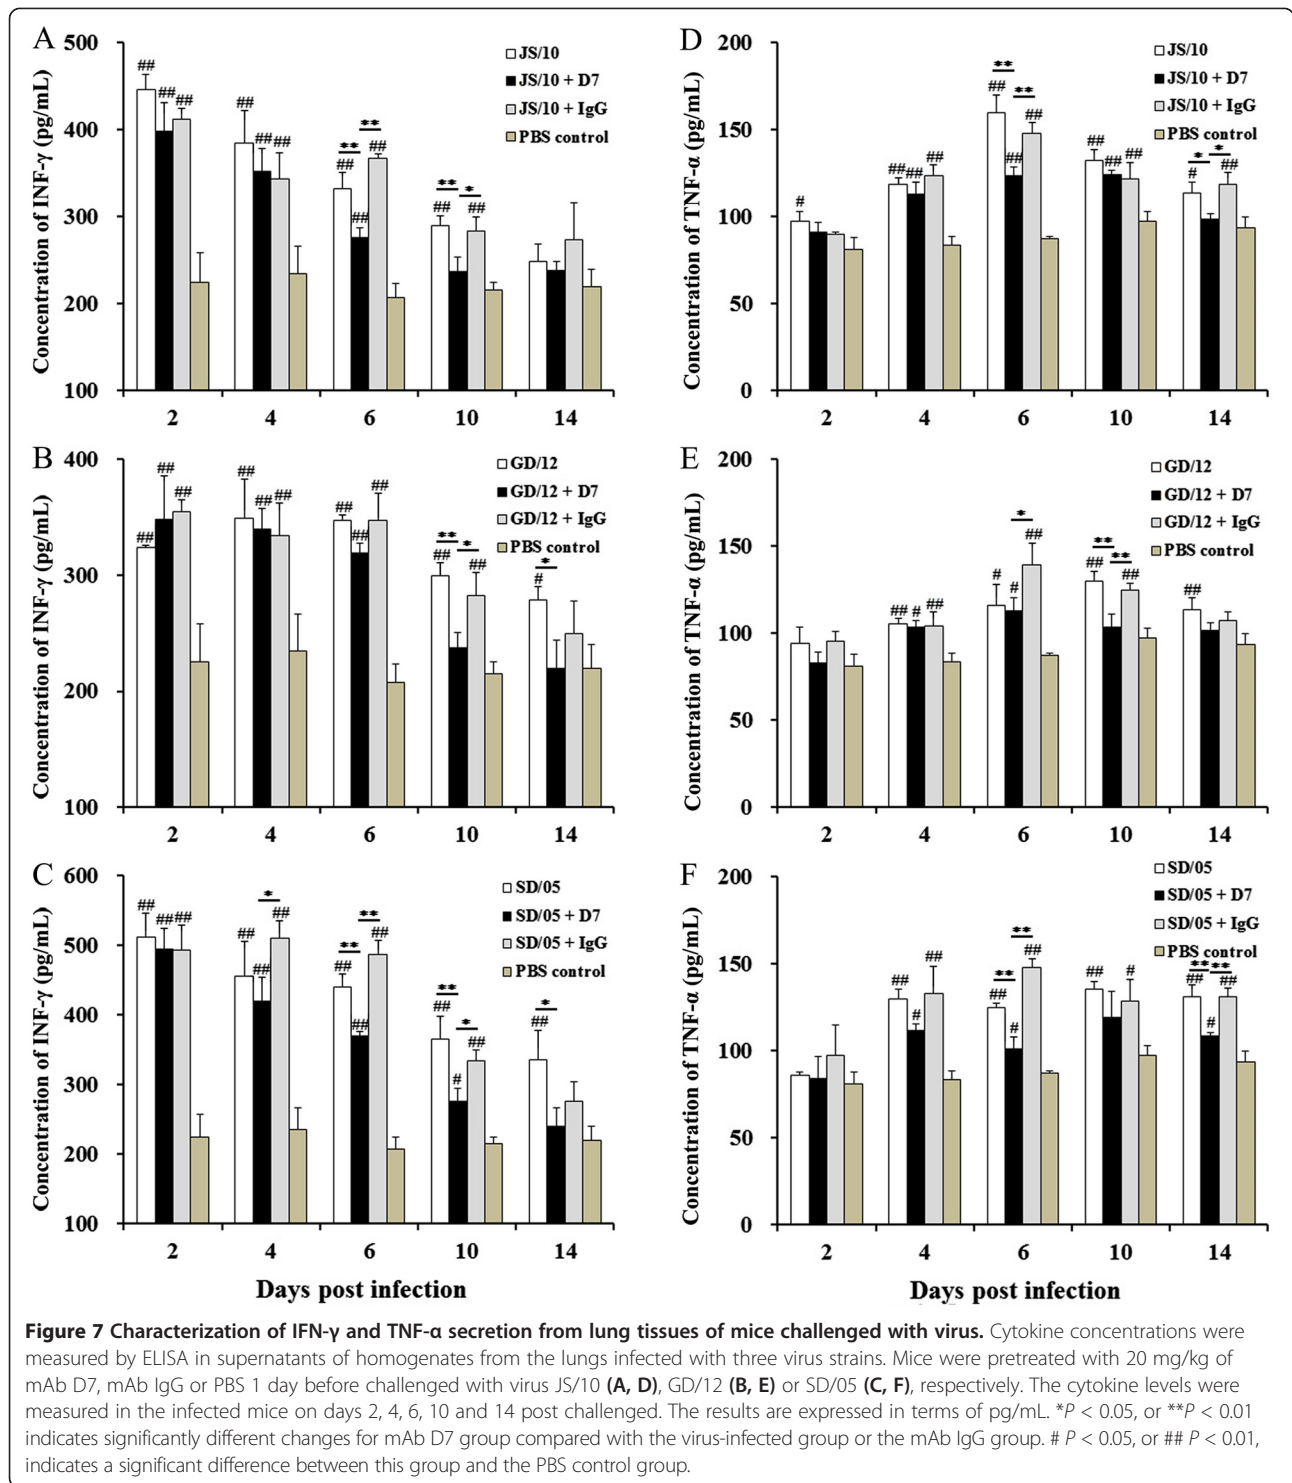 A
500
400
300
200
100
Concentration of INF-γ (pg/mL)
JS/10
JS/10 + D7
JS/10 + IgG
PBS control
## ## ##
## ## ##
** **
## ## ##
** *
## ##
2 4 6 10 14
D
200
150
100
50
0
Concentration of TNF-α (pg/mL)
JS/10
JS/10 + D7
JS/10 + IgG
PBS control
#
## ## ##
** **
## ## ##
## ## ##
* *
# ##
2 4 6 10 14
B
400
300
200
100
Concentration of INF-γ (pg/mL)
GD/12
GD/12 + D7
GD/12 + IgG
PBS control
## ## ##
## ## ##
## ## ##
** *
## ##
*
#
2 4 6 10 14
E
200
150
100
50
0
Concentration of TNF-α (pg/mL)
GD/12
GD/12 + D7
GD/12 + IgG
PBS control
## # ##
*
# # ##
** **
## ##
##
2 4 6 10 14
C
600
500
400
300
200
100
Concentration of INF-γ (pg/mL)
SD/05
SD/05 + D7
SD/05 + IgG
PBS control
## ## ##
*
## ## ##
** **
## ## ##
** *
## # ##
*
##
2 4 6 10 14
Days post infection
F
200
150
100
50
0
Concentration of TNF-α (pg/mL)
SD/05
SD/05 + D7
SD/05 + IgG
PBS control
## # ##
** **
## # ##
## #
** **
## # ##
2 4 6 10 14
Days post infection
Figure 7 Characterization of IFN-γ and TNF-α secretion from lung tissues of mice challenged with virus. Cytokine concentrations were
measured by ELISA in supernatants of homogenates from the lungs infected with three virus strains. Mice were pretreated with 20 mg/kg of
mAb D7, mAb IgG or PBS 1 day before challenged with virus JS/10 (A, D), GD/12 (B, E) or SD/05 (C, F), respectively. The cytokine levels were
measured in the infected mice on days 2, 4, 6, 10 and 14 post challenged. The results are expressed in terms of pg/mL. *P < 0.05, or **P < 0.01
indicates significantly different changes for mAb D7 group compared with the virus-infected group or the mAb IgG group. # P < 0.05, or ## P < 0.01,
indicates a significant difference between this group and the PBS control group.